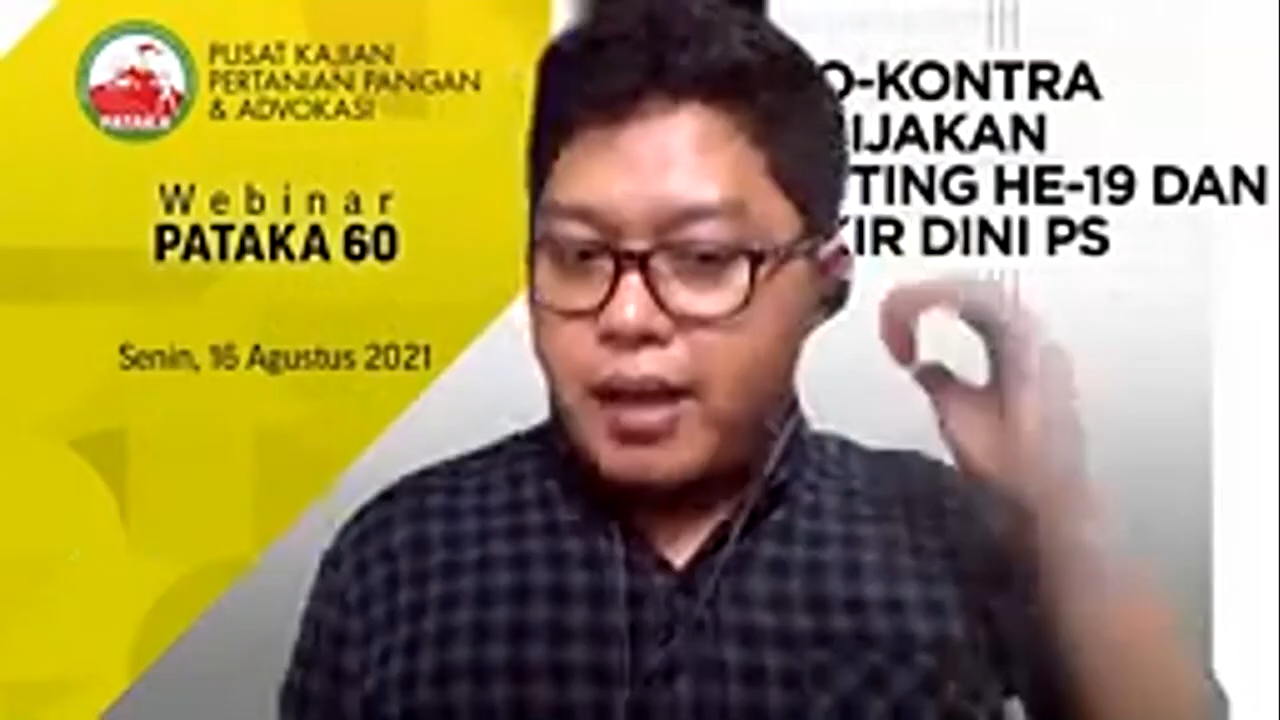 PATAKA
PUSAT KAJIAN
PERTANIAN PANGAN
& ADVOKASI
Webinar
PATAKA 60
Senin, 16 Agustus 2021
O-KONTRA
IJAKAN
TING HE-19 DAN
KIR DINI PS